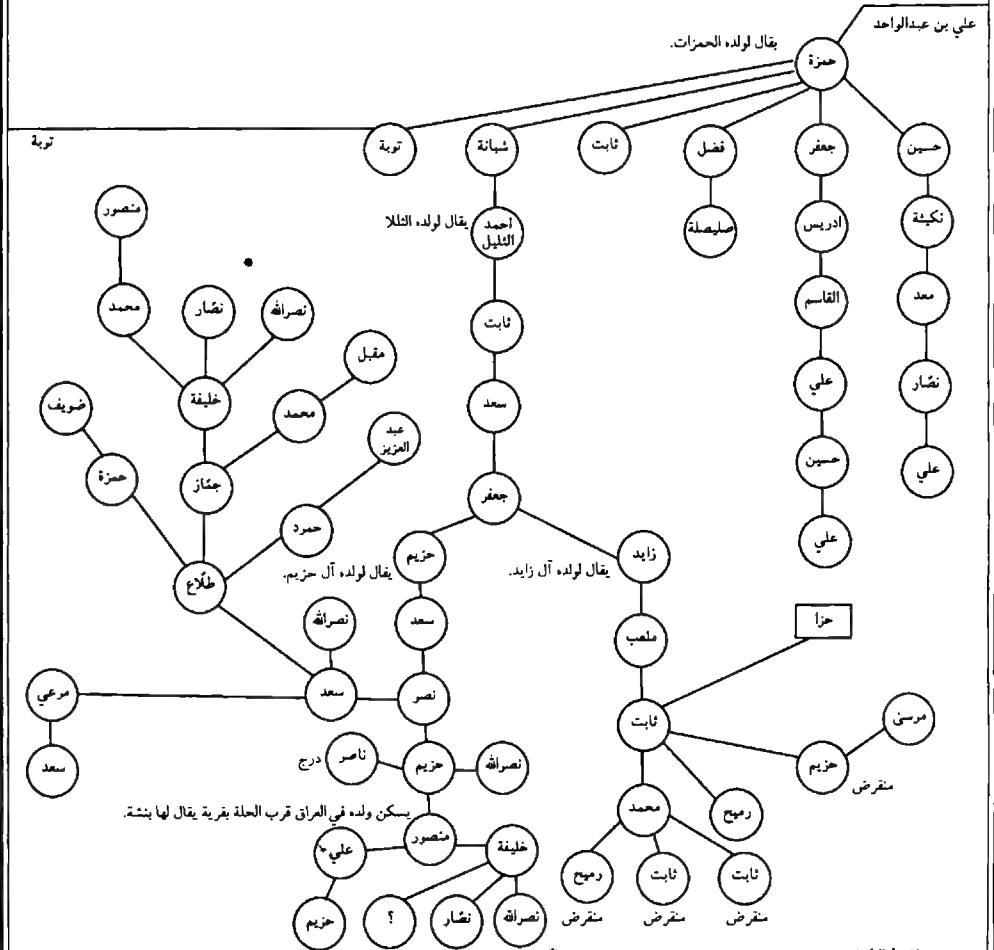 علي بن عبدالواحد
يقال لولده الحمزات.
حمزة
توبة
توبة
شبانة
ثابت
فضل
جعفر
حسين
منصور
يقال لولده الثللا
أحمد
الثليل
صليصلة
ادريس
نكيثة
محمد
نصّار
نصرالله
ثابت
القاسم
معد
مقبل
ضويف
خليفة
محمد
سعد
علي
نصّار
عبد
العزيز
حمزة
جمّاز
جعفر
حسين
علي
حمود
حزيم
زايد
علي
يقال لولده آل حزيم.
يقال لولده آل زايد.
طلّاع
نصرالله
سعد
ملعب
حزا
مرعي
سعد
نصر
ثابت
مرسى
سعد
درج
ناصر
حزيم
نصرالله
حزيم
منقرض
يسكن ولده في العراق قرب الحلة بقرية يقال لها بنشة.
محمد
رميح
علي
منصور
خليفة
رميح
ثابت
ثابت
حزيم
؟
نصّار
نصرالله
منقرض
منقرض
منقرض